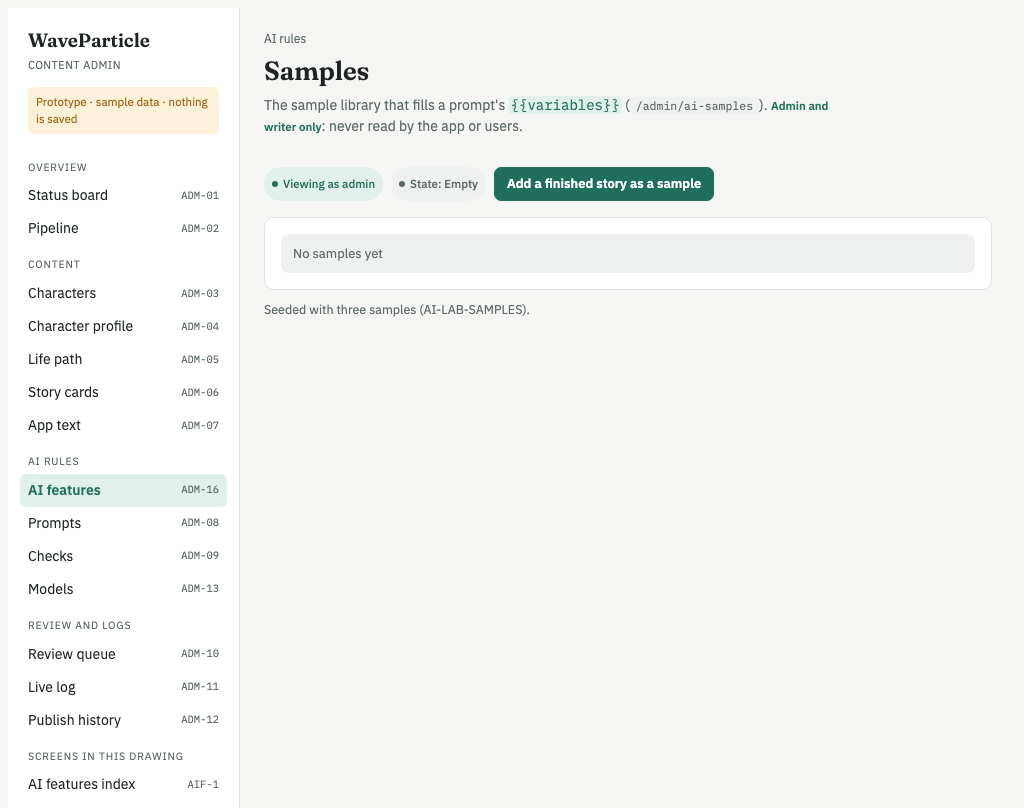 WaveParticle
CONTENT ADMIN
Prototype · sample data · nothing
is saved
OVERVIEW
Status board ADM-01
Pipeline ADM-02
CONTENT
Characters ADM-03
Character profile ADM-04
Life path ADM-05
Story cards ADM-06
App text ADM-07
AI RULES
AI features ADM-16
Prompts ADM-08
Checks ADM-09
Models ADM-13
REVIEW AND LOGS
Review queue ADM-10
Live log ADM-11
Publish history ADM-12
SCREENS IN THIS DRAWING
AI features index AIF-1
AI rules
Samples
The sample library that fills a prompt's {{variables}} ( /admin/ai-samples ). Admin and
writer only: never read by the app or users.
Viewing as admin State: Empty Add a finished story as a sample
No samples yet
Seeded with three samples (AI-LAB-SAMPLES).